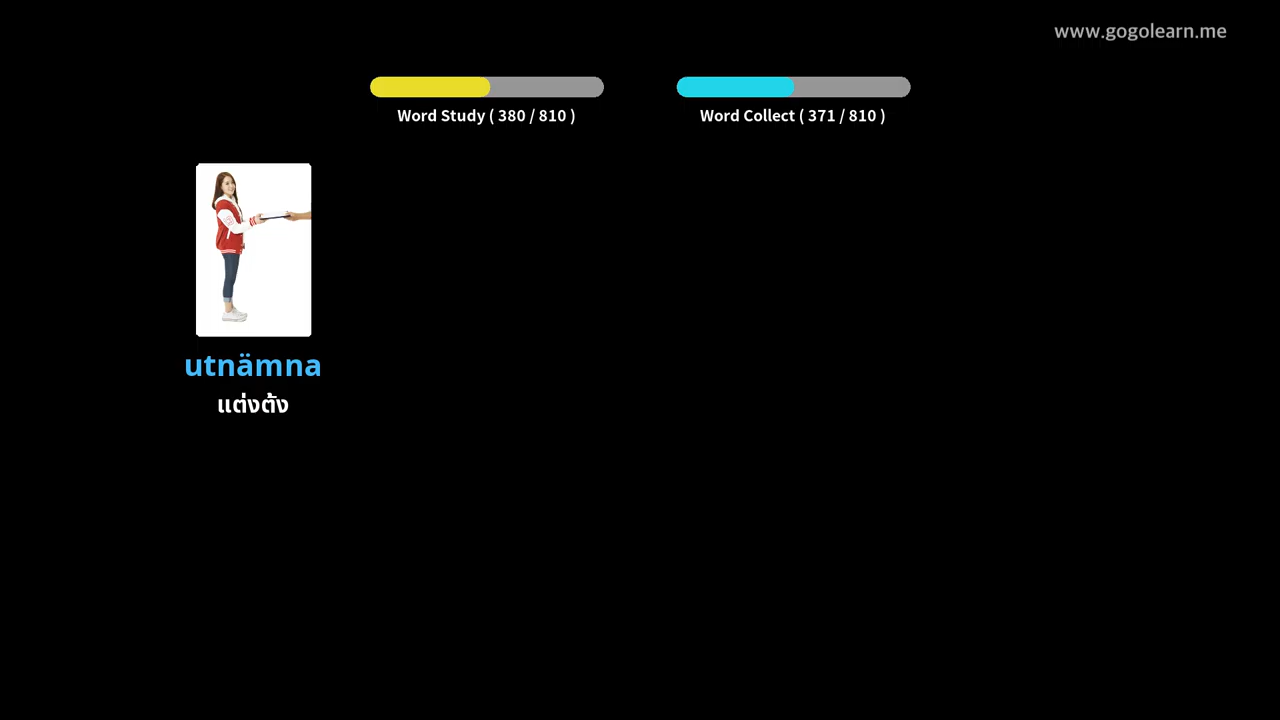 www.gogolearn.me
Word Study ( 380 / 810 )
Word Collect ( 371 / 810 )
utnämna
แต่งตั้ง